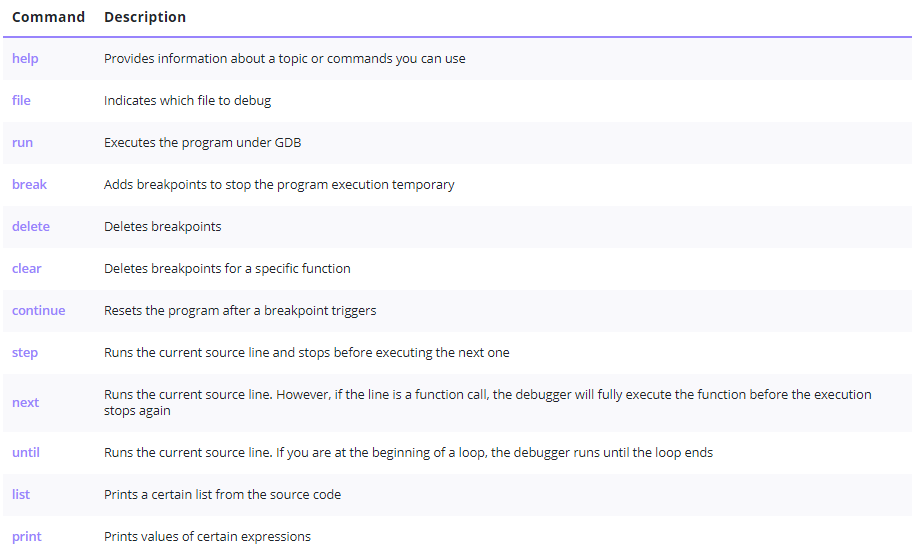 Command Description
help Provides information about a topic or commands you can use
file Indicates which file to debug
run Executes the program under GDB
break Adds breakpoints to stop the program execution temporary
delete Deletes breakpoints
clear Deletes breakpoints for a specific function
continue Resets the program after a breakpoint triggers
step Runs the current source line and stops before executing the next one
next Runs the current source line. However, if the line is a function call, the debugger will fully execute the function before the execution
stops again
until Runs the current source line. If you are at the beginning of a loop, the debugger runs until the loop ends
list Prints a certain list from the source code
print Prints values of certain expressions